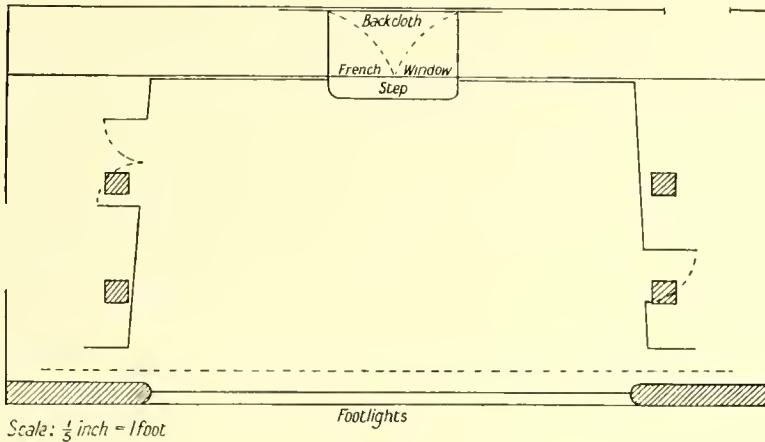 Backcloth
French Window
Step
Footlights
Scale: 1/5 inch = 1 foot